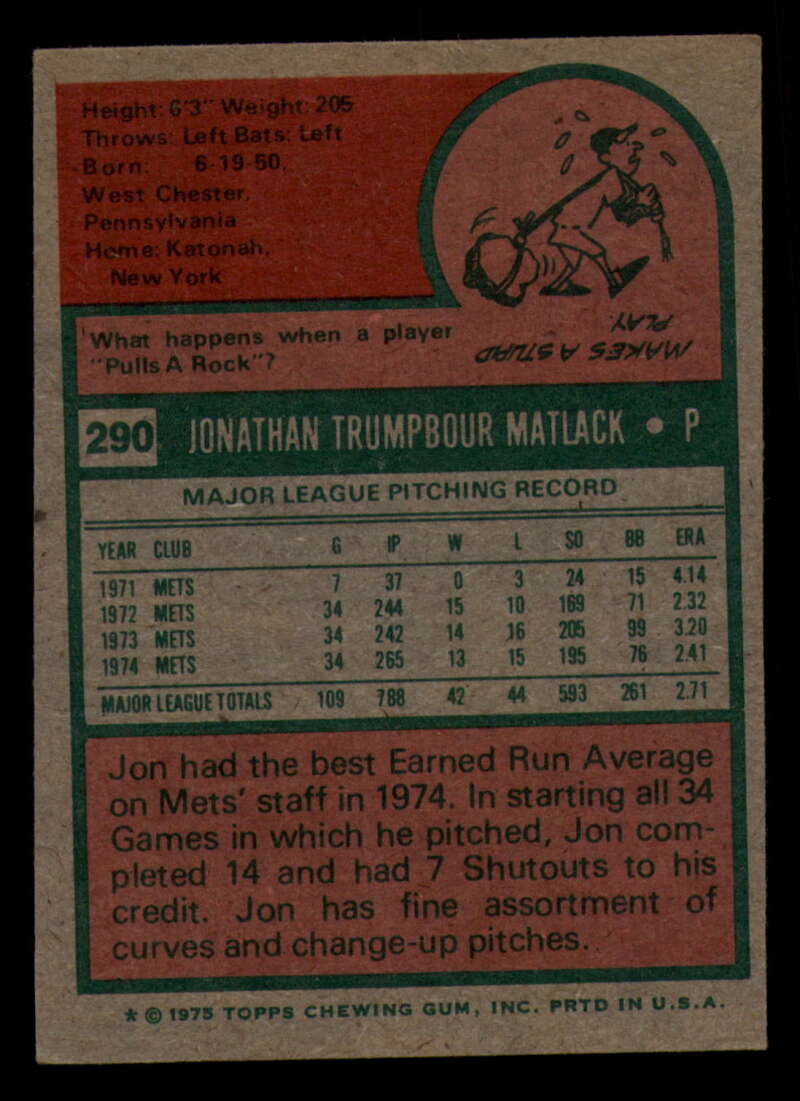 Height: 6'3" Weight: 205
Throws: Left Bats: Left
Born: 6-19-50,
West Chester,
Pennsylvania
Home: Katonah,
New York
What happens when a player
"Pulls A Rock"?
MAKES A STUPID
PLAY.
290 JONATHAN TRUMPBOUR MATLACK • P
MAJOR LEAGUE PITCHING RECORD
YEAR CLUB G IP W L SO BB ERA
1971 METS 7 37 0 3 24 15 4.14
1972 METS 34 244 15 10 169 71 2.32
1973 METS 34 242 14 16 205 99 3.20
1974 METS 34 265 13 15 195 76 2.41
MAJOR LEAGUE TOTALS 109 788 42 44 593 261 2.71
Jon had the best Earned Run Average
on Mets' staff in 1974. In starting all 34
Games in which he pitched, Jon com-
pleted 14 and had 7 Shutouts to his
credit. Jon has fine assortment of
curves and change-up pitches.
* © 1975 TOPPS CHEWING GUM, INC. PRTD IN U.S.A.